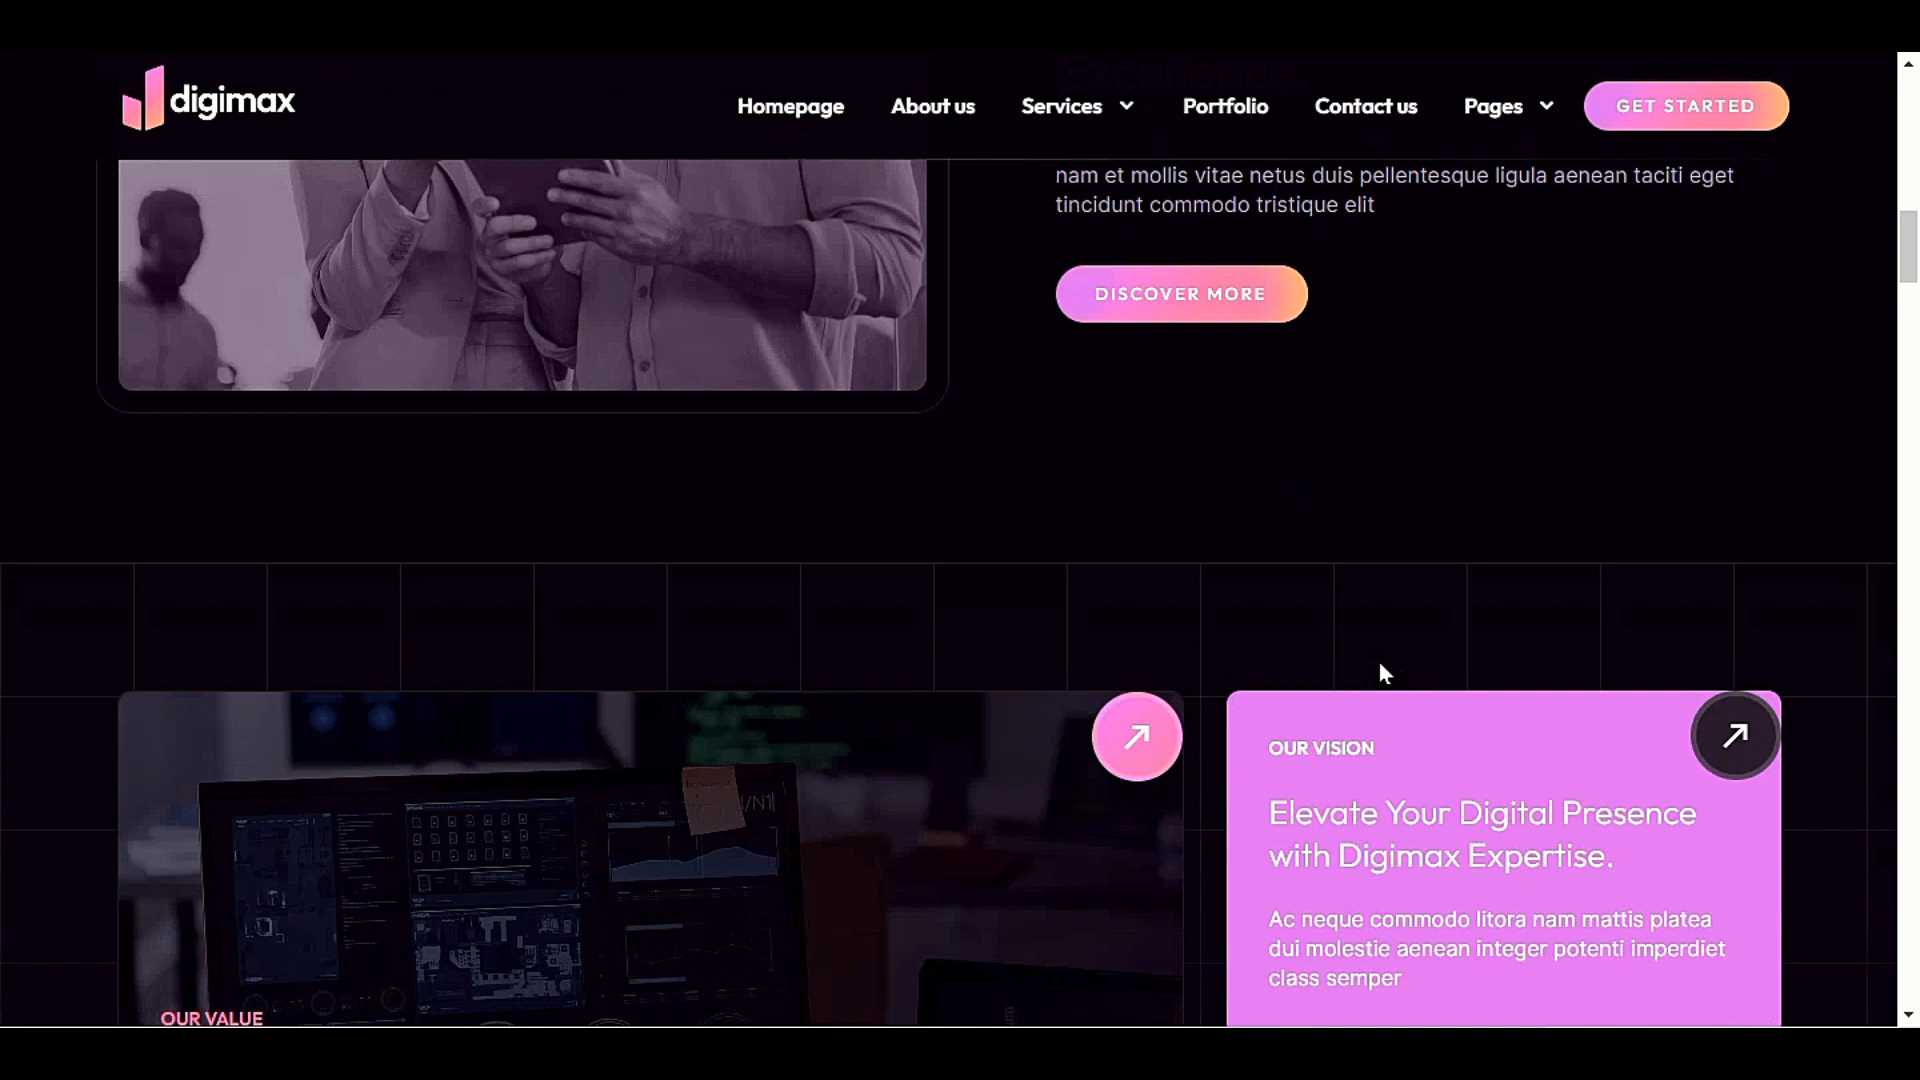 digimax
Homepage
About us
Services
Portfolio
Contact us
Pages
GET STARTED
Excellence.
nam et mollis vitae netus duis pellentesque ligula aenean taciti eget
tincidunt commodo tristique elit
DISCOVER MORE
OUR VALUE
OUR VISION
Elevate Your Digital Presence
with Digimax Expertise.
Ac neque commodo litora nam mattis platea
dui molestie aenean integer potenti imperdiet
class semper